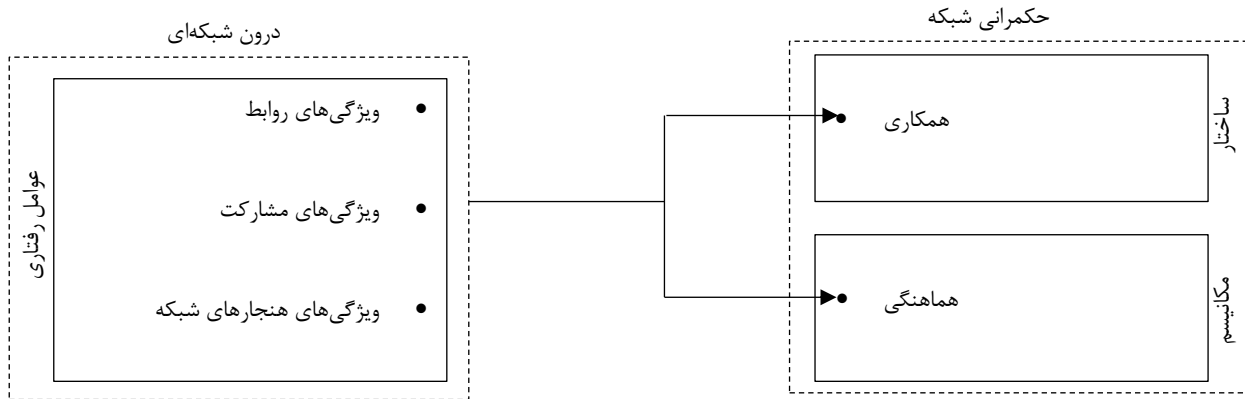 حکمرانی شبکه
درون شبکه‌ای
ویژگی‌های روابط
ویژگی‌های مشارکت
ویژگی‌های هنجارهای شبکه
عوامل رفتاری
همکاری
ساختار
هماهنگی
مکانیسم